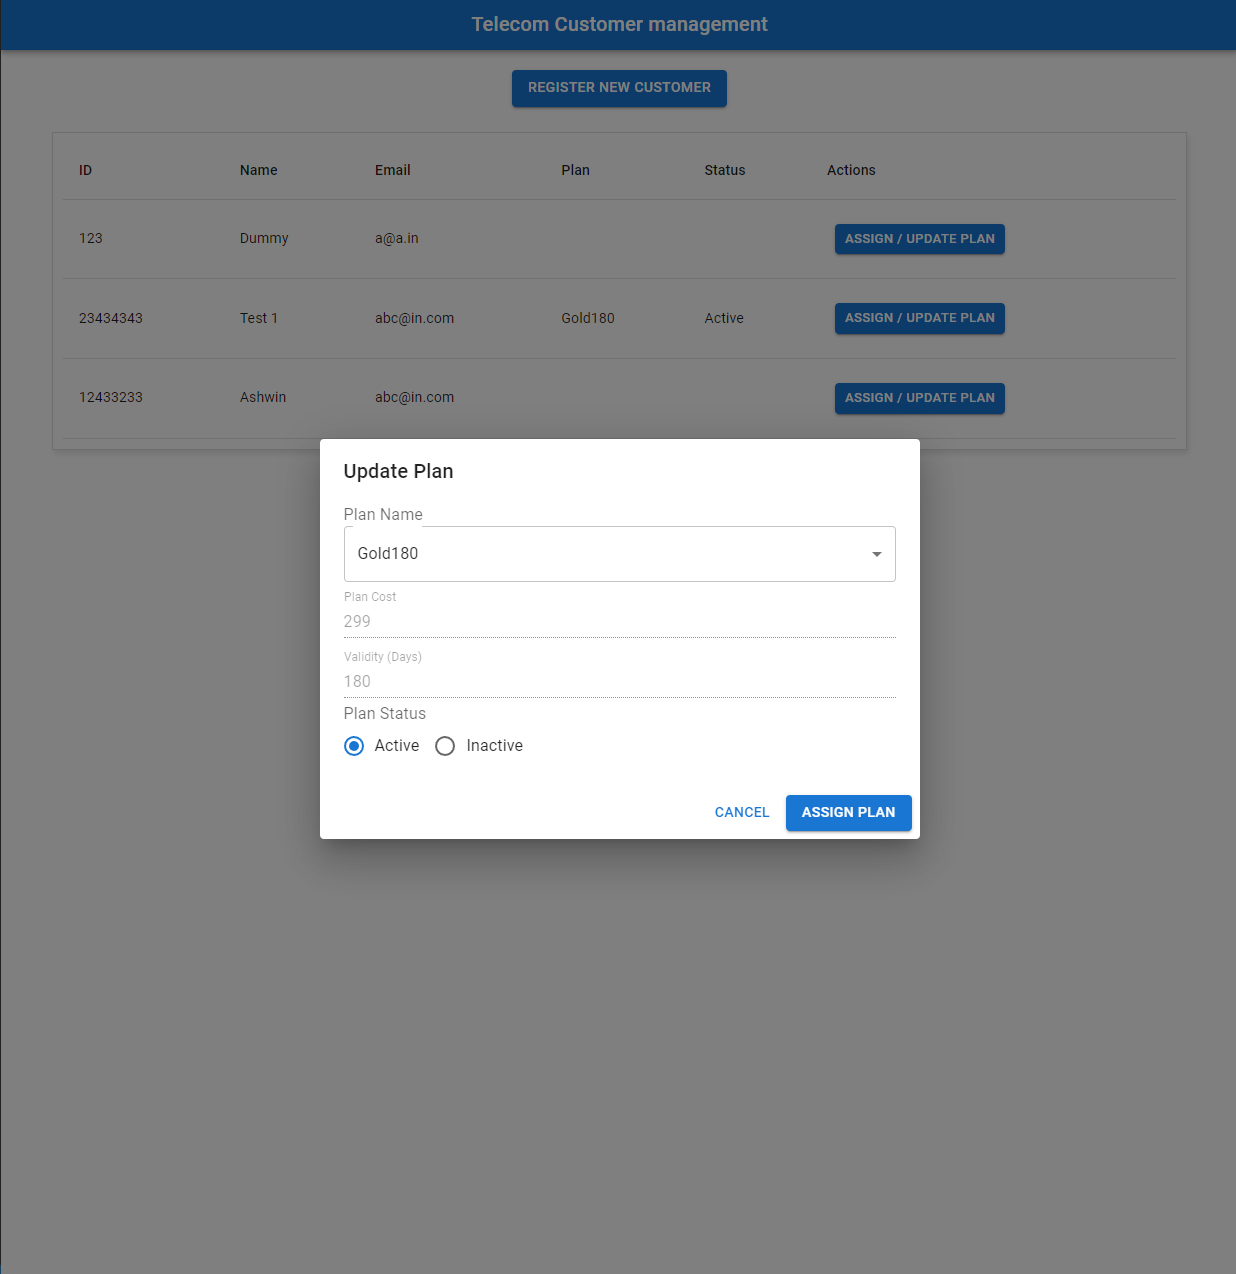 Telecom Customer management
REGISTER NEW CUSTOMER
ID Name Email Plan Status Actions
123 Dummy a@a.in ASSIGN / UPDATE PLAN
23434343 Test 1 abc@in.com Gold180 Active ASSIGN / UPDATE PLAN
12433233 Ashwin abc@in.com ASSIGN / UPDATE PLAN
Update Plan
Plan Name
Gold180
Plan Cost
299
Validity (Days)
180
Plan Status
Active Inactive
CANCEL ASSIGN PLAN